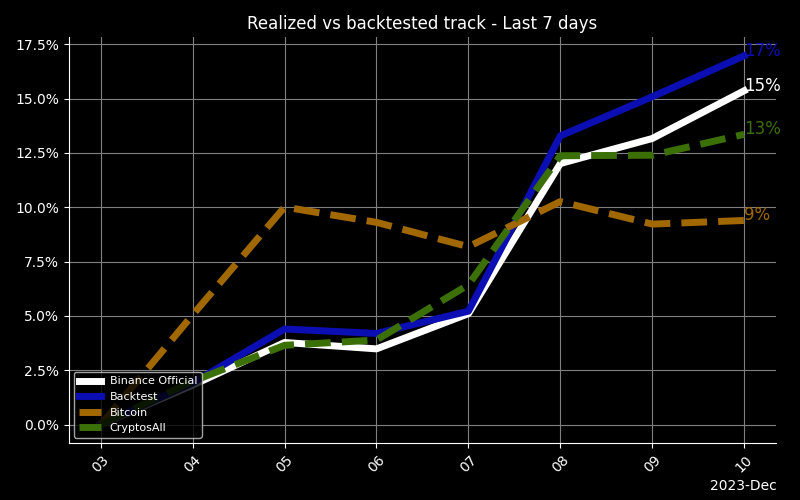 Realized vs backtested track - Last 7 days
17.5%
15.0%
12.5%
10.0%
7.5%
5.0%
2.5%
0.0%
17%
15%
13%
9%
Binance Official
Backtest
Bitcoin
CryptosAll
03 04 05 06 07 08 09 10
2023-Dec